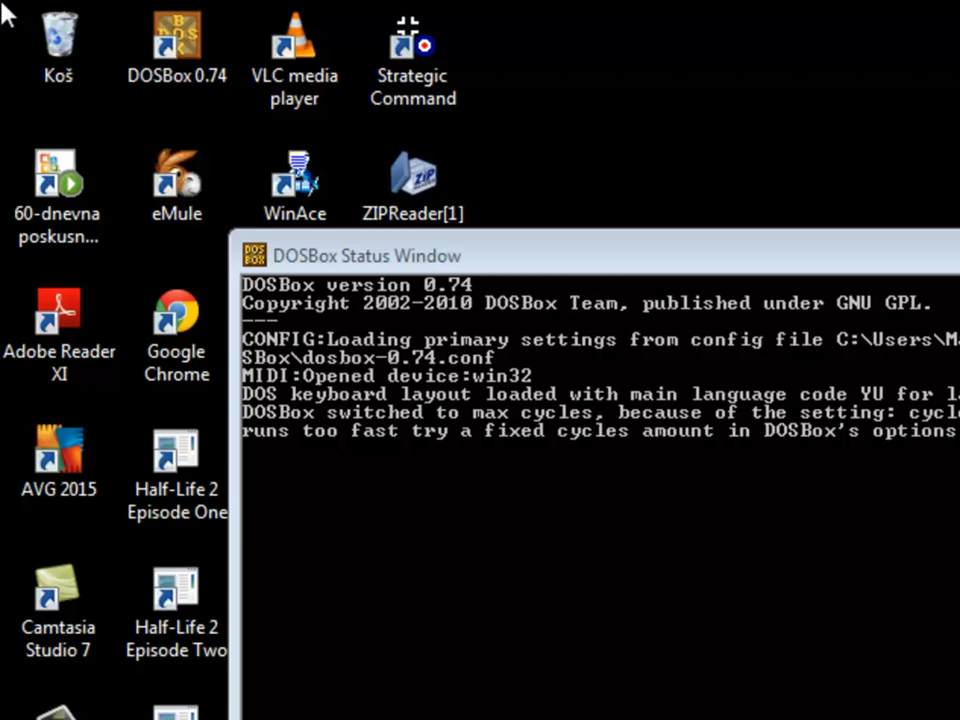 Koš
DOSBox 0.74
VLC media
player
Strategic
Command
60-dnevna
poskusn...
eMule
WinAce
ZIPReader[1]
DOSBox Status Window
DOSBox version 0.74
Copyright 2002-2010 DOSBox Team, published under GNU GPL.
---
CONFIG:Loading primary settings from config file C:\Users\Ma
SBox\dosbox-0.74.conf
MIDI:Opened device:win32
DOS keyboard layout loaded with main language code YU for la
DOSBox switched to max cycles, because of the setting: cycle
runs too fast try a fixed cycles amount in DOSBox's options
Adobe Reader
XI
Google
Chrome
AVG 2015
Half-Life 2
Episode One
Camtasia
Studio 7
Half-Life 2
Episode Two